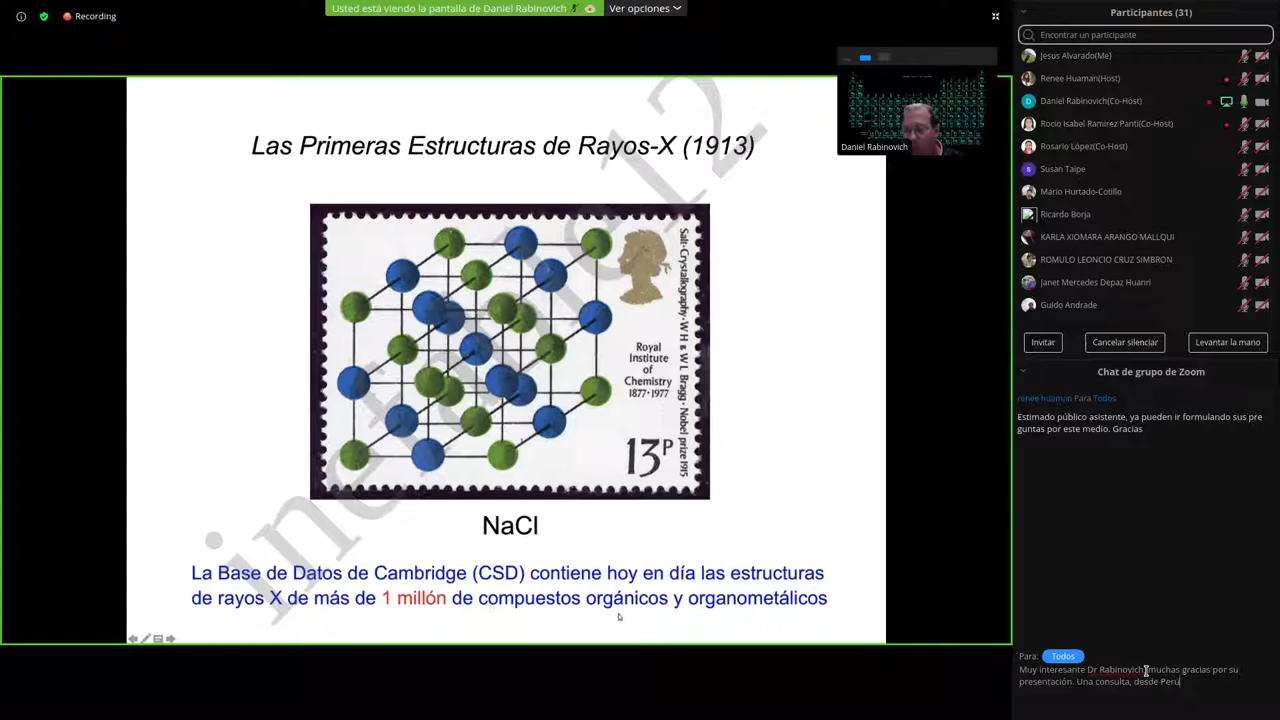 Recording
Usted está viendo la pantalla de Daniel Rabinovich
Ver opciones
Las Primeras Estructuras de Rayos-X (1913)
Salt·Crystallography·W H & W L Bragg·Nobel prize 1915
Royal
Institute
of
Chemistry
1877·1977
13P
NaCl
La Base de Datos de Cambridge (CSD) contiene hoy en día las estructuras
de rayos X de más de 1 millón de compuestos orgánicos y organometálicos
Daniel Rabinovich
Participantes (31)
Encontrar un participante
Jesus Alvarado(Me)
Renee Huaman(Host)
D
Daniel Rabinovich(Co-Host)
Rocio Isabel Ramirez Panti(Co-Host)
Rosario López(Co-Host)
S
Susan Taipe
Mario Hurtado-Cotillo
Ricardo Borja
KARLA XIOMARA ARANGO MALLQUI
ROMULO LEONCIO CRUZ SIMBRON
Janet Mercedes Depaz Huanri
Guido Andrade
Invitar
Cancelar silenciar
Levantar la mano
Chat de grupo de Zoom
renee huaman Para Todos
Estimado público asistente, ya pueden ir formulando sus pre
guntas por este medio. Gracias
Para: Todos
Muy interesante Dr Rabinovich, muchas gracias por su
presentación. Una consulta, desde Perú